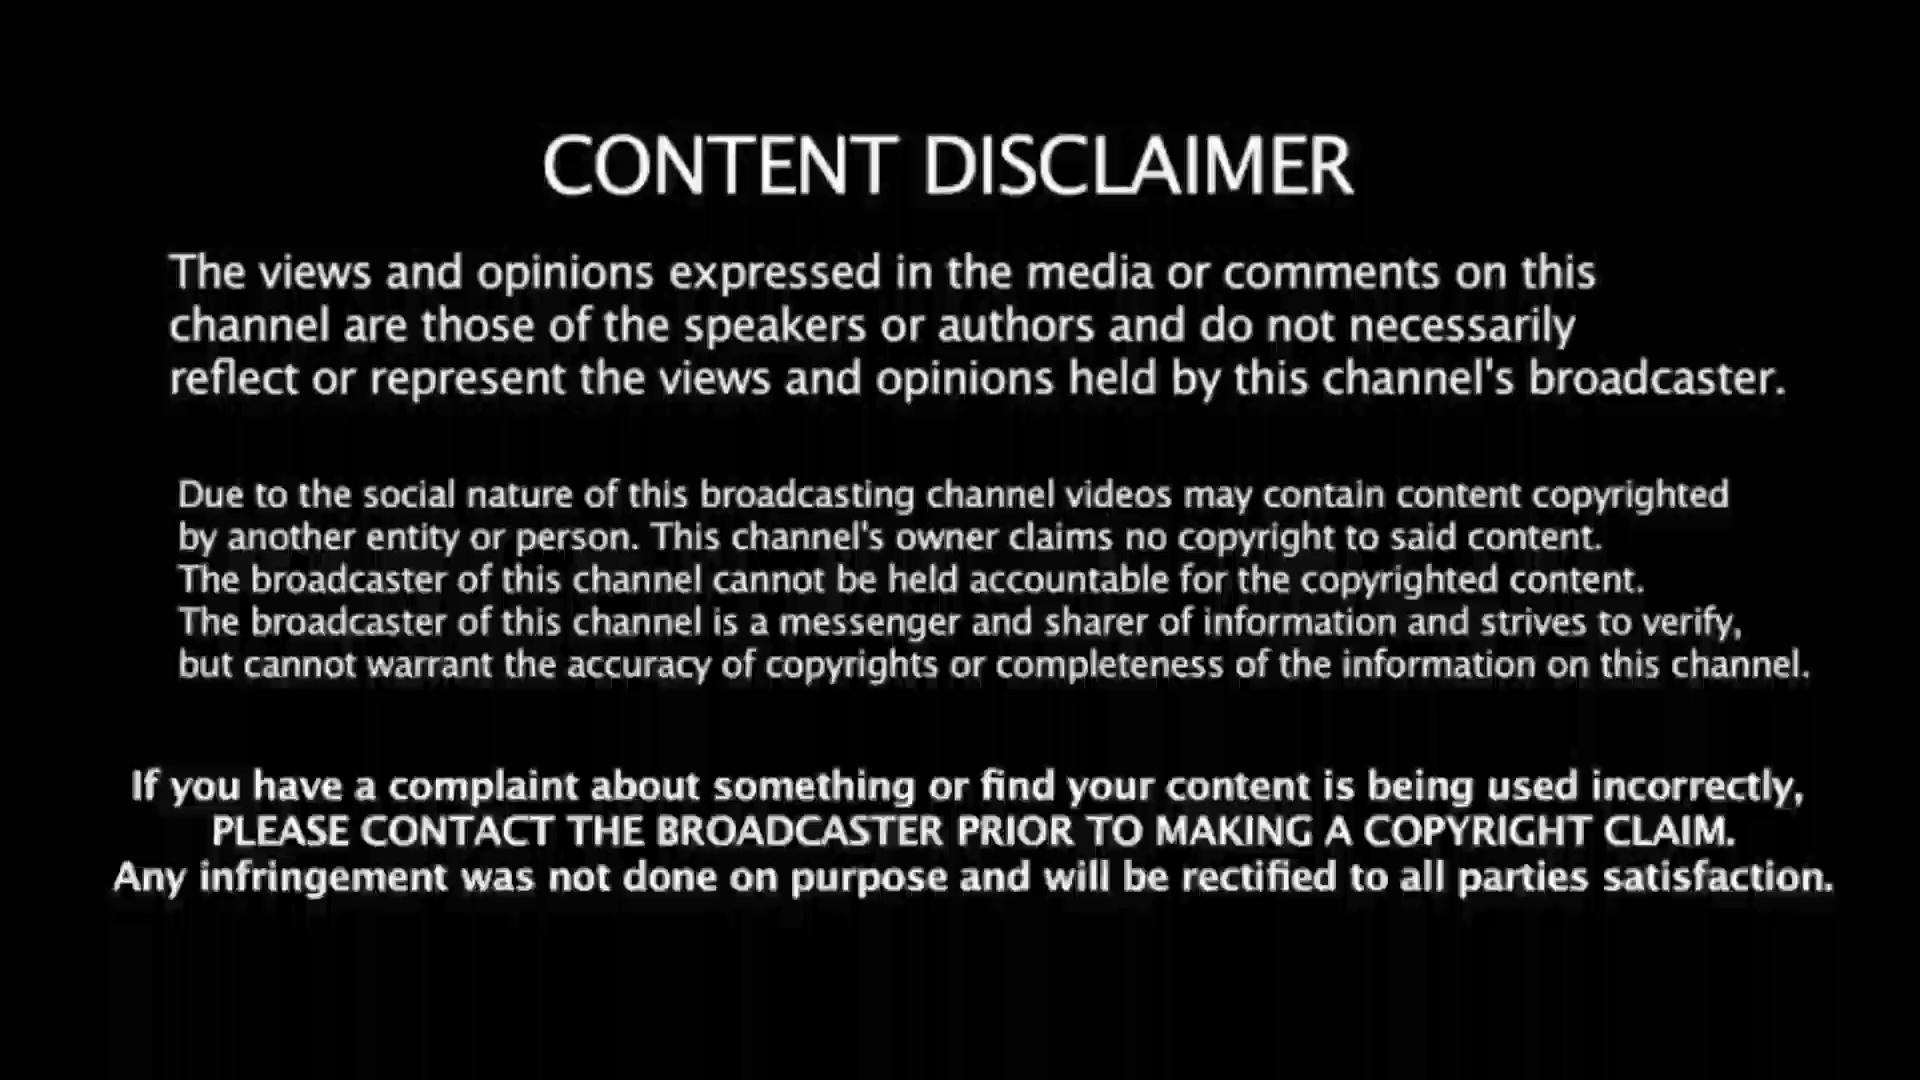 CONTENT DISCLAIMER
The views and opinions expressed in the media or comments on this
channel are those of the speakers or authors and do not necessarily
reflect or represent the views and opinions held by this channel's broadcaster.
Due to the social nature of this broadcasting channel videos may contain content copyrighted
by another entity or person. This channel's owner claims no copyright to said content.
The broadcaster of this channel cannot be held accountable for the copyrighted content.
The broadcaster of this channel is a messenger and sharer of information and strives to verify,
but cannot warrant the accuracy of copyrights or completeness of the information on this channel.
If you have a complaint about something or find your content is being used incorrectly,
PLEASE CONTACT THE BROADCASTER PRIOR TO MAKING A COPYRIGHT CLAIM.
Any infringement was not done on purpose and will be rectified to all parties satisfaction.